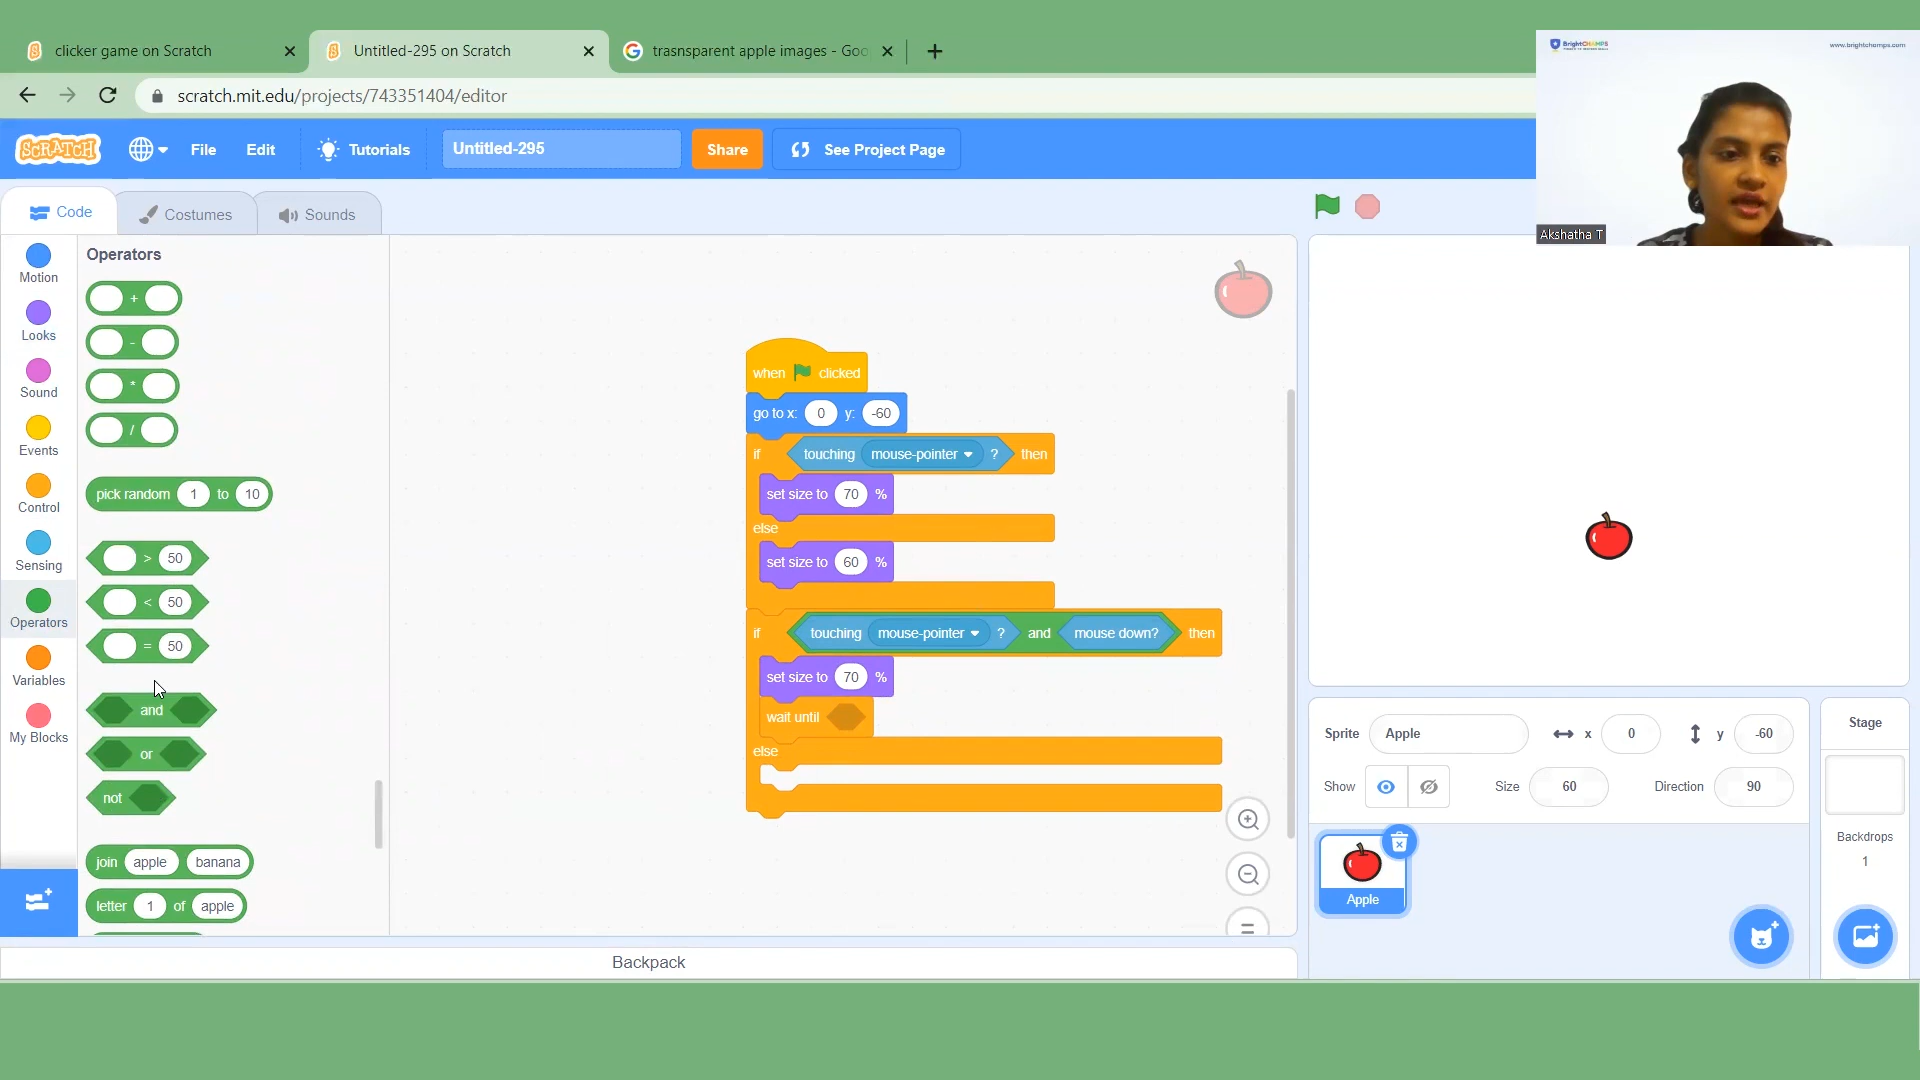 clicker game on Scratch
Untitled-295 on Scratch
trasnsparent apple images - Goo
BrightCHAMPS
www.brightchamps.com
scratch.mit.edu/projects/743351404/editor
SCRATCH
File
Edit
Tutorials
Untitled-295
Share
See Project Page
Akshatha T
Code
Costumes
Sounds
Motion
Looks
Sound
Events
Control
Sensing
Operators
Variables
My Blocks
Operators
+
-
*
/
pick random 1 to 10
> 50
< 50
= 50
and
or
not
join apple banana
letter 1 of apple
when clicked
go to x: 0 y: -60
if touching mouse-pointer ? then
set size to 70 %
else
set size to 60 %
if touching mouse-pointer ? and mouse down? then
set size to 70 %
wait until
else
Backpack
Sprite Apple x 0 y -60
Show Size 60 Direction 90
Apple
Stage
Backdrops
1